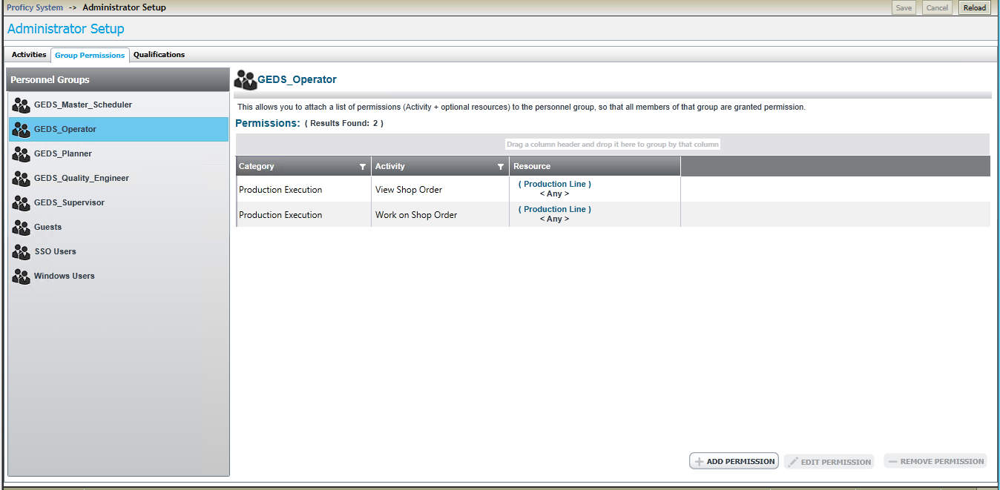 Proficy System -> Administrator Setup
Save Cancel Reload
Administrator Setup
Activities Group Permissions Qualifications
Personnel Groups
GEDS_Master_Scheduler
GEDS_Operator
GEDS_Planner
GEDS_Quality_Engineer
GEDS_Supervisor
Guests
SSO Users
Windows Users
GEDS_Operator
This allows you to attach a list of permissions (Activity + optional resources) to the personnel group, so that all members of that group are granted permission.
Permissions: ( Results Found: 2 )
Drag a column header and drop it here to group by that column
Category Activity Resource
Production Execution View Shop Order ( Production Line )
< Any >
Production Execution Work on Shop Order ( Production Line )
< Any >
ADD PERMISSION EDIT PERMISSION REMOVE PERMISSION